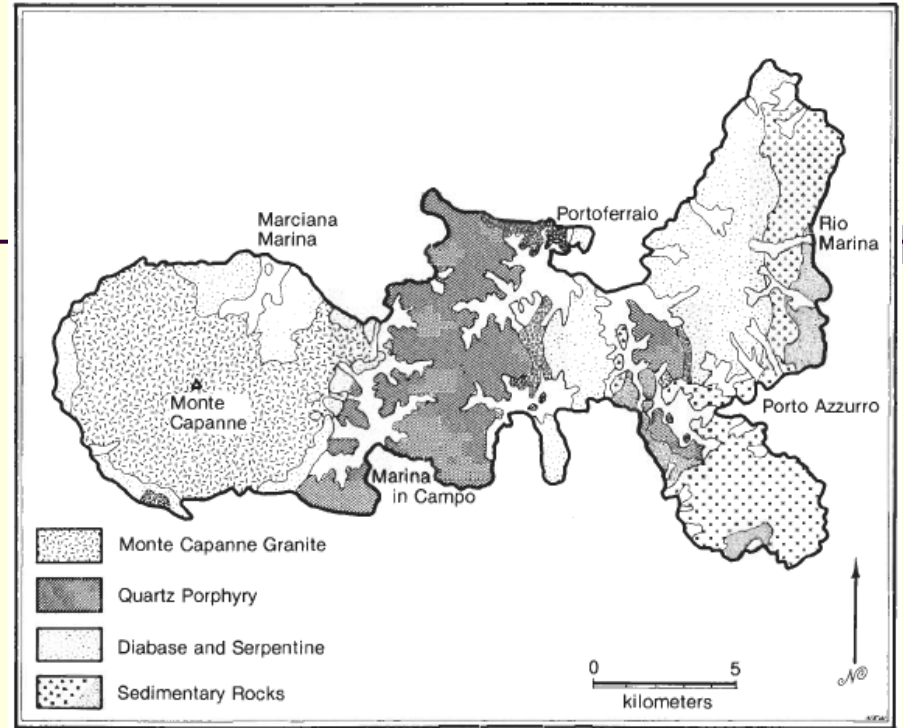 Marciana
Marina
Portoferraio
Rio
Marina
Monte
Capanne
Porto Azzurro
Marina
in Campo
Monte Capanne Granite
Quartz Porphyry
Diabase and Serpentine
Sedimentary Rocks
0 5
kilometers
N